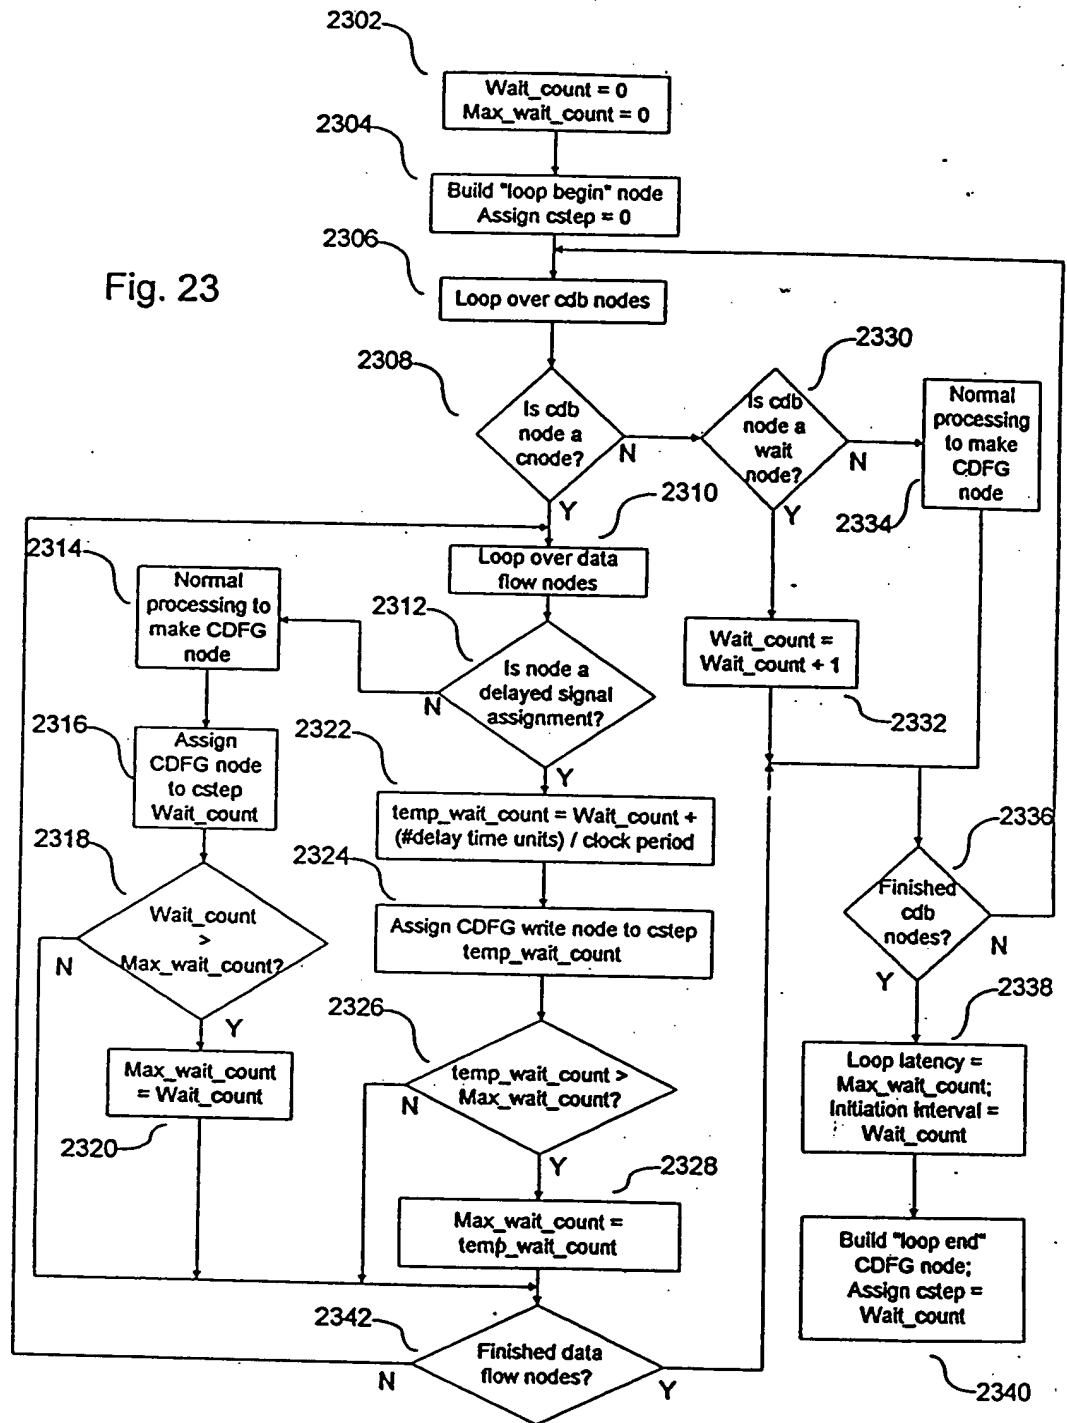 2302
Wait_count = 0
Max_wait_count = 0
2304
Build "loop begin" node
Assign cstep = 0
2306
Fig. 23
Loop over cdb nodes
2308
Is cdb
node a
cnode?
N
Y
2330
Is cdb
node a
wait
node?
N
Y
Normal
processing
to make
CDFG
node
2334
2310
Loop over data
flow nodes
2314
Normal
processing to
make CDFG
node
2312
Is node a
delayed signal
assignment?
N
Y
Wait_count =
Wait_count + 1
2332
2316
Assign
CDFG node
to cstep
Wait_count
2322
temp_wait_count = Wait_count +
(#delay time units) / clock period
2318
Wait_count
>
Max_wait_count?
N
Y
2324
Assign CDFG write node to cstep
temp_wait_count
2336
Finished
cdb
nodes?
N
Y
2326
temp_wait_count >
Max_wait_count?
N
Y
Max_wait_count
= Wait_count
2320
2338
Loop latency =
Max_wait_count;
Initiation interval =
Wait_count
2328
Max_wait_count =
temp_wait_count
Build "loop end"
CDFG node;
Assign cstep =
Wait_count
2340
2342
Finished data
flow nodes?
N
Y